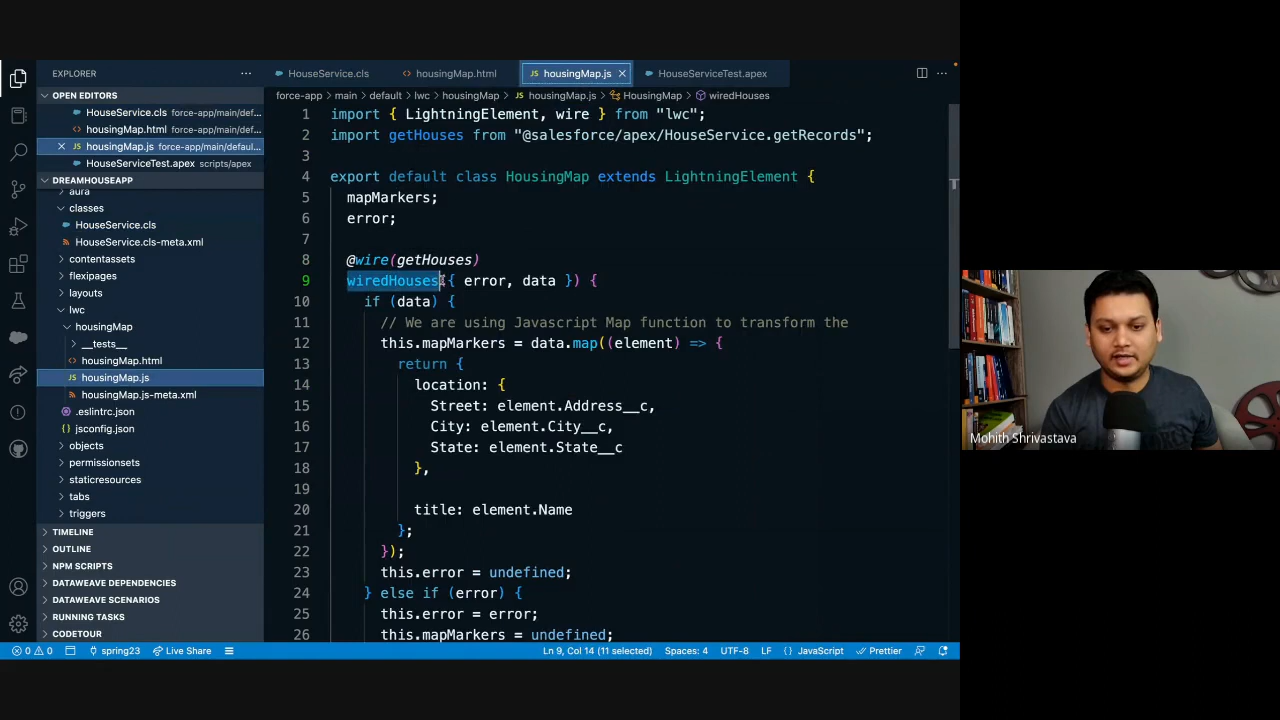 EXPLORER
HouseService.cls
housingMap.html
JS housingMap.js
HouseServiceTest.apex
OPEN EDITORS
HouseService.cls force-app/main/def...
housingMap.html force-app/main/def...
JS housingMap.js force-app/main/defaul...
HouseServiceTest.apex scripts/apex
DREAMHOUSEAPP
aura
classes
HouseService.cls
HouseService.cls-meta.xml
contentassets
flexipages
layouts
lwc
housingMap
__tests__
housingMap.html
JS housingMap.js
housingMap.js-meta.xml
.eslintrc.json
jsconfig.json
objects
permissionsets
staticresources
tabs
triggers
TIMELINE
OUTLINE
NPM SCRIPTS
DATAWEAVE DEPENDENCIES
DATAWEAVE SCENARIOS
RUNNING TASKS
CODETOUR
force-app > main > default > lwc > housingMap > JS housingMap.js > HousingMap > wiredHouses
1 import { LightningElement, wire } from "lwc";
2 import getHouses from "@salesforce/apex/HouseService.getRecords";
3
4 export default class HousingMap extends LightningElement {
5 mapMarkers;
6 error;
7
8 @wire(getHouses)
9 wiredHouses({ error, data }) {
10 if (data) {
11 // We are using Javascript Map function to transform the
12 this.mapMarkers = data.map((element) => {
13 return {
14 location: {
15 Street: element.Address__c,
16 City: element.City__c,
17 State: element.State__c
18 },
19
20 title: element.Name
21 };
22 });
23 this.error = undefined;
24 } else if (error) {
25 this.error = error;
26 this.mapMarkers = undefined;
0 0 spring23 Live Share Ln 9, Col 14 (11 selected) Spaces: 4 UTF-8 LF {} JavaScript Prettier
Mohith Shrivastava